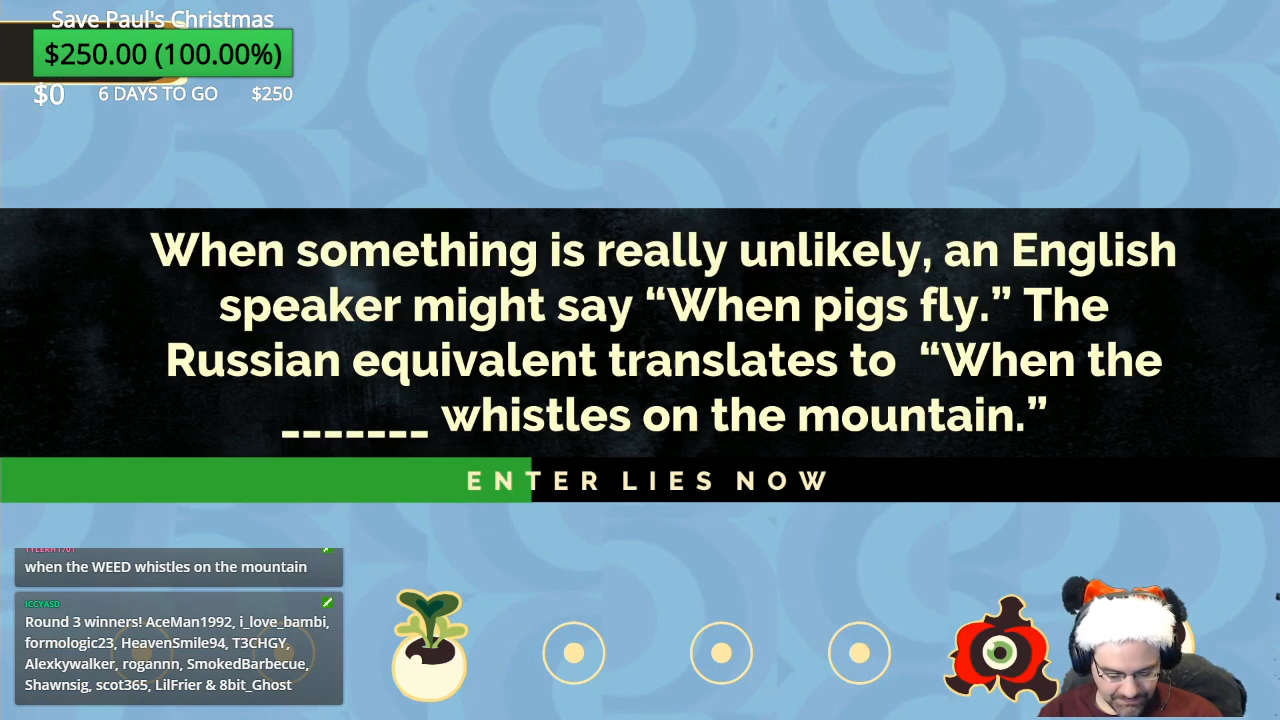 Save Paul's Christmas
$250.00 (100.00%)
$0 6 DAYS TO GO $250
When something is really unlikely, an English
speaker might say “When pigs fly.” The
Russian equivalent translates to “When the
_______ whistles on the mountain.”
ENTER LIES NOW
when the WEED whistles on the mountain
ICCYASD
Round 3 winners! AceMan1992, i_love_bambi,
formologic23, HeavenSmile94, T3CHGY,
Alexkywalker, rogannn, SmokedBarbecue,
Shawnsig, scot365, LilFrier & 8bit_Ghost